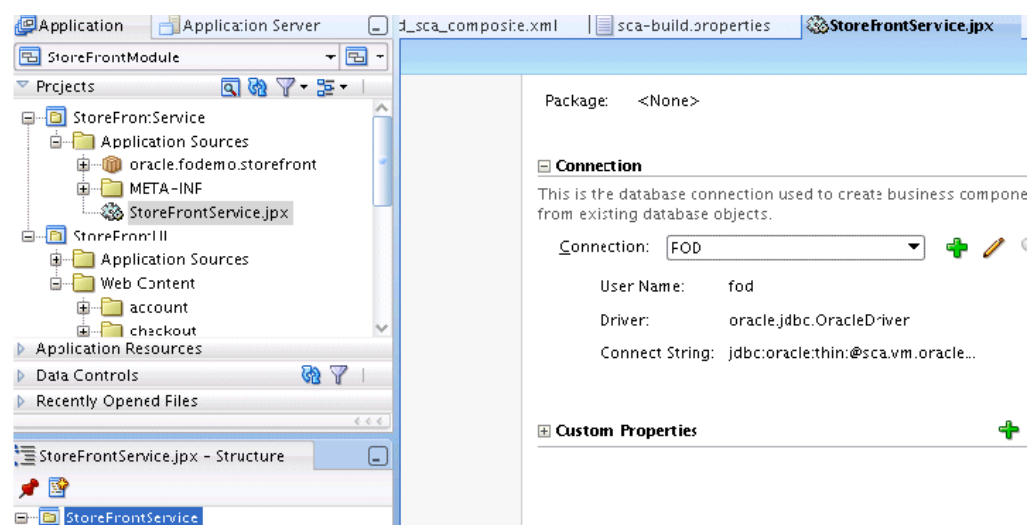 Application
Application Server
d_sca_composite.xml
sca-build.properties
StoreFrontService.jpx
StoreFrontModule
Projects
StoreFrontService
Application Sources
oracle.fodemo.storefront
META-INF
StoreFrontService.jpx
StoreFrontUI
Application Sources
Web Content
account
checkout
Application Resources
Data Controls
Recently Opened Files
StoreFrontService.jpx - Structure
StoreFrontService
Package: <None>
Connection
This is the database connection used to create business compone
from existing database objects.
Connection: FOD
User Name: fod
Driver: oracle.jdbc.OracleDriver
Connect String: jdbc:oracle:thin:@sca.vm.oracle...
Custom Properties